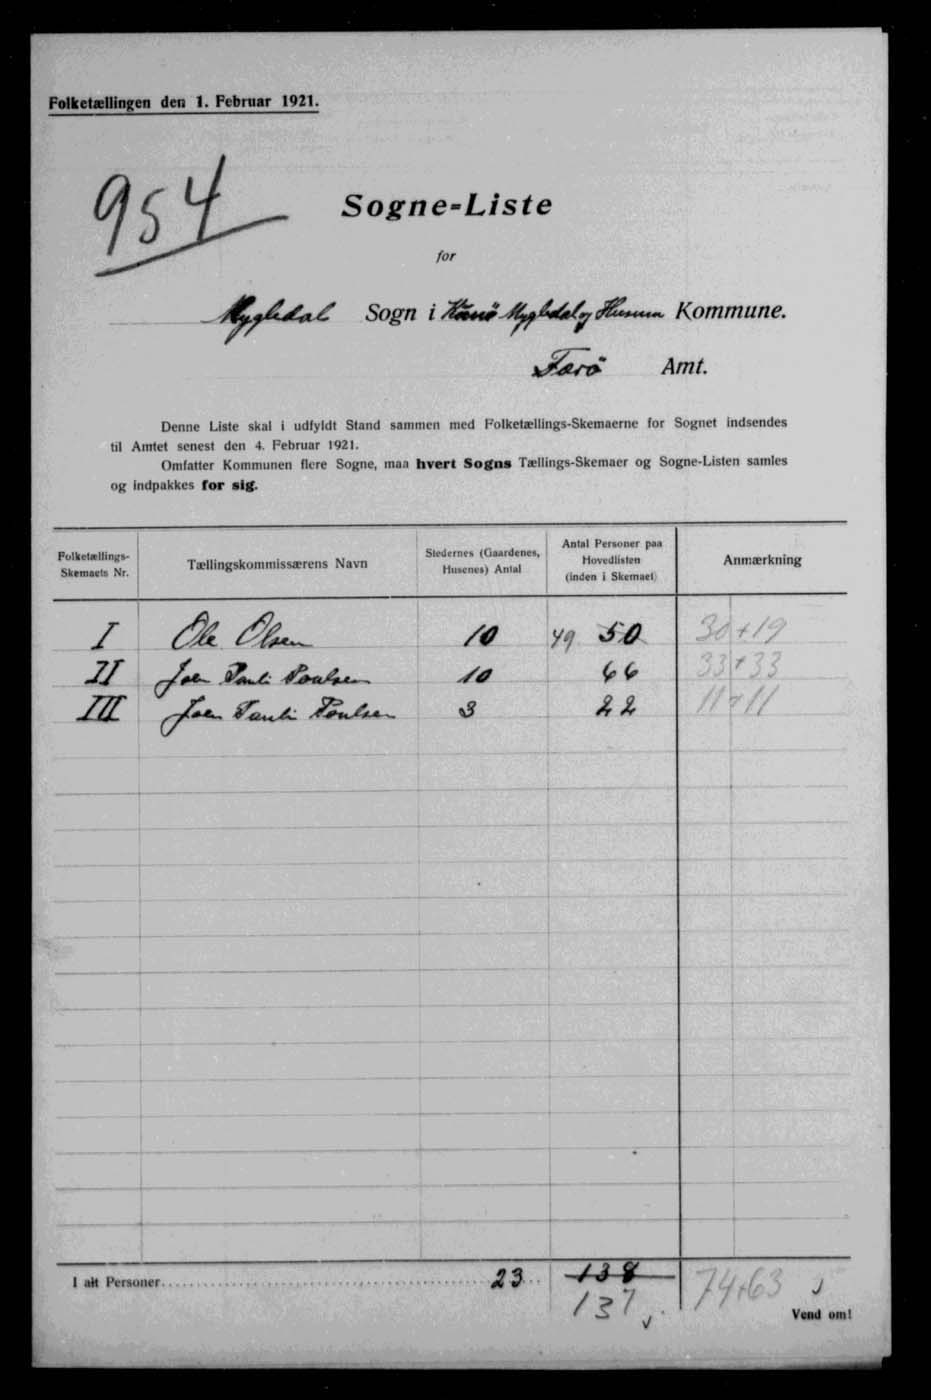 Folketællingen den 1. Februar 1921.
954
Sogne=Liste
for
Mygledal Sogn i Kunø Mygledal og Husum Kommune.
Færö Amt.
Denne Liste skal i udfyldt Stand sammen med Folketællings-Skemaerne for Sognet indsendes
til Amtet senest den 4. Februar 1921.
Omfatter Kommunen flere Sogne, maa hvert Sogns Tællings-Skemaer og Sogne-Listen samles
og indpakkes for sig.
Folketællings-
Skemaets Nr.
Tællingskommissærens Navn
Stedernes (Gaardenes,
Husenes) Antal
Antal Personer paa
Hovedlisten
(inden i Skemaet)
Anmærkning
I Ole Olsen 10 49 50 30+19
II Joen Pauli Poulsen 10 66 33+33
III Joen Pauli Poulsen 3 22 11+11
I alt Personer 23 138 74+63
137
Vend om!